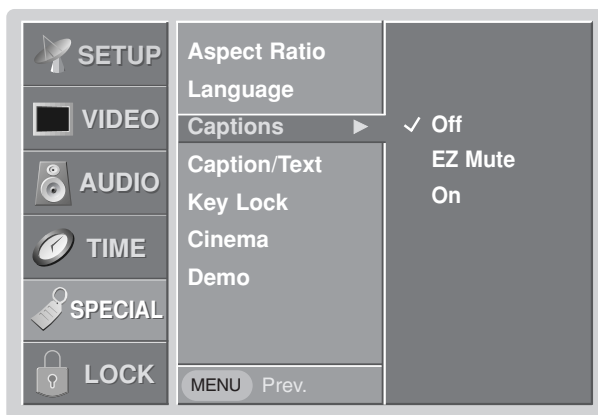 SETUP
VIDEO
AUDIO
TIME
SPECIAL
LOCK
Aspect Ratio
Language
Captions
Caption/Text
Key Lock
Cinema
Demo
MENU Prev.
Off
EZ Mute
On